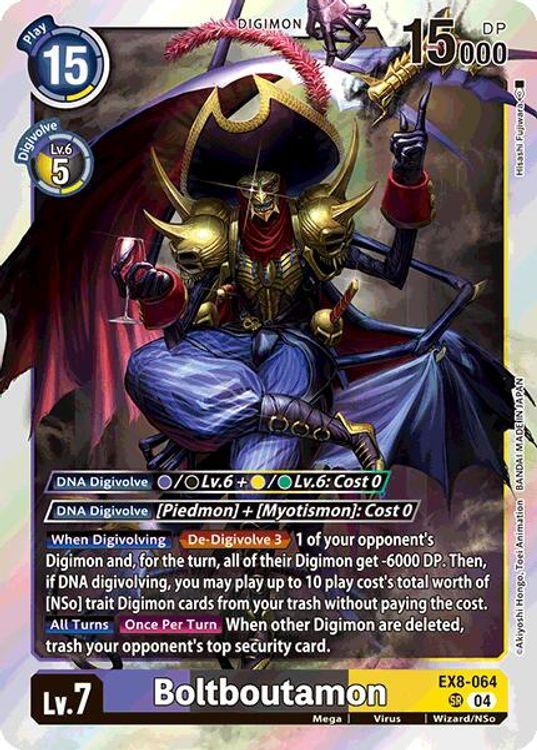 DIGIMON
Play
15
15000
DP
Digivolve
Lv.6
5
Hisashi Fujiwara
DNA Digivolve / Lv.6 + / Lv.6: Cost 0
DNA Digivolve [Piedmon] + [Myotismon]: Cost 0
When Digivolving De-Digivolve 3 1 of your opponent's
Digimon and, for the turn, all of their Digimon get -6000 DP. Then,
if DNA digivolving, you may play up to 10 play cost's total worth of
[NSo] trait Digimon cards from your trash without paying the cost.
All Turns Once Per Turn When other Digimon are deleted,
trash your opponent's top security card.
©Akiyoshi Hongo, Toei Animation BANDAI MADE IN JAPAN
Lv.7
Boltboutamon
EX8-064
SR 04
Mega Virus Wizard/NSo